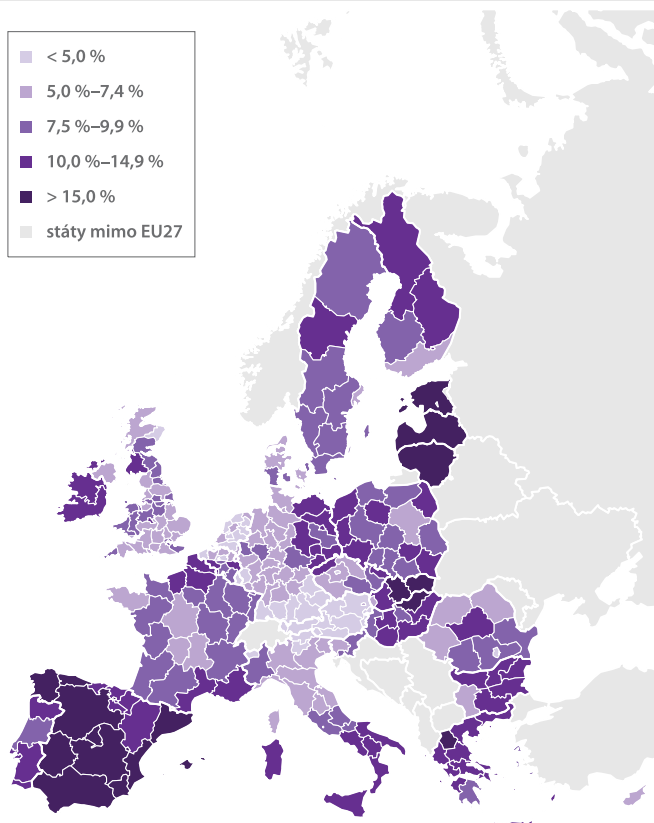 < 5,0 %
5,0 %–7,4 %
7,5 %–9,9 %
10,0 %–14,9 %
> 15,0 %
státy mimo EU27